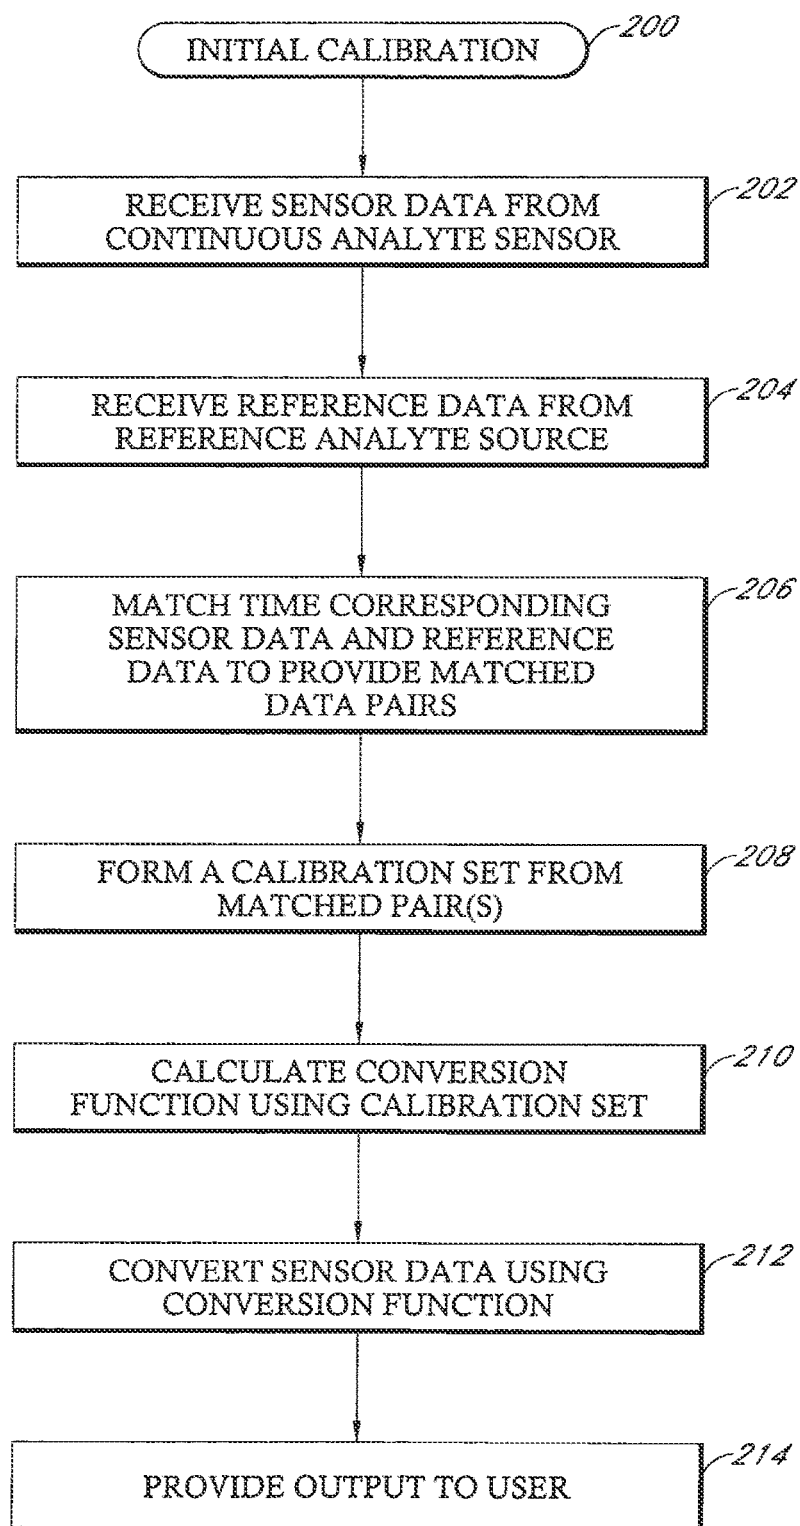 INITIAL CALIBRATION
200
RECEIVE SENSOR DATA FROM
CONTINUOUS ANALYTE SENSOR
202
RECEIVE REFERENCE DATA FROM
REFERENCE ANALYTE SOURCE
204
MATCH TIME CORRESPONDING
SENSOR DATA AND REFERENCE
DATA TO PROVIDE MATCHED
DATA PAIRS
206
FORM A CALIBRATION SET FROM
MATCHED PAIR(S)
208
CALCULATE CONVERSION
FUNCTION USING CALIBRATION SET
210
CONVERT SENSOR DATA USING
CONVERSION FUNCTION
212
PROVIDE OUTPUT TO USER
214